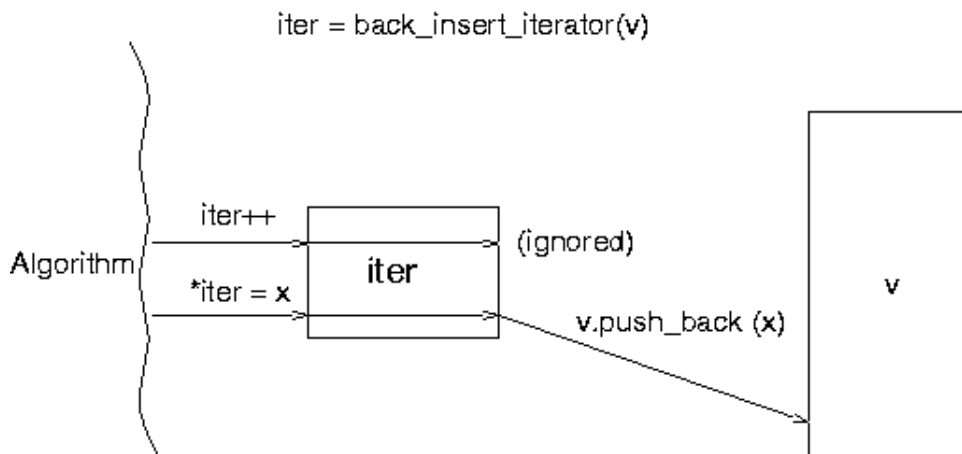 iter = back_insert_iterator(v)
iter++
(ignored)
Algorithm
iter
v
*iter = x
v.push_back (x)